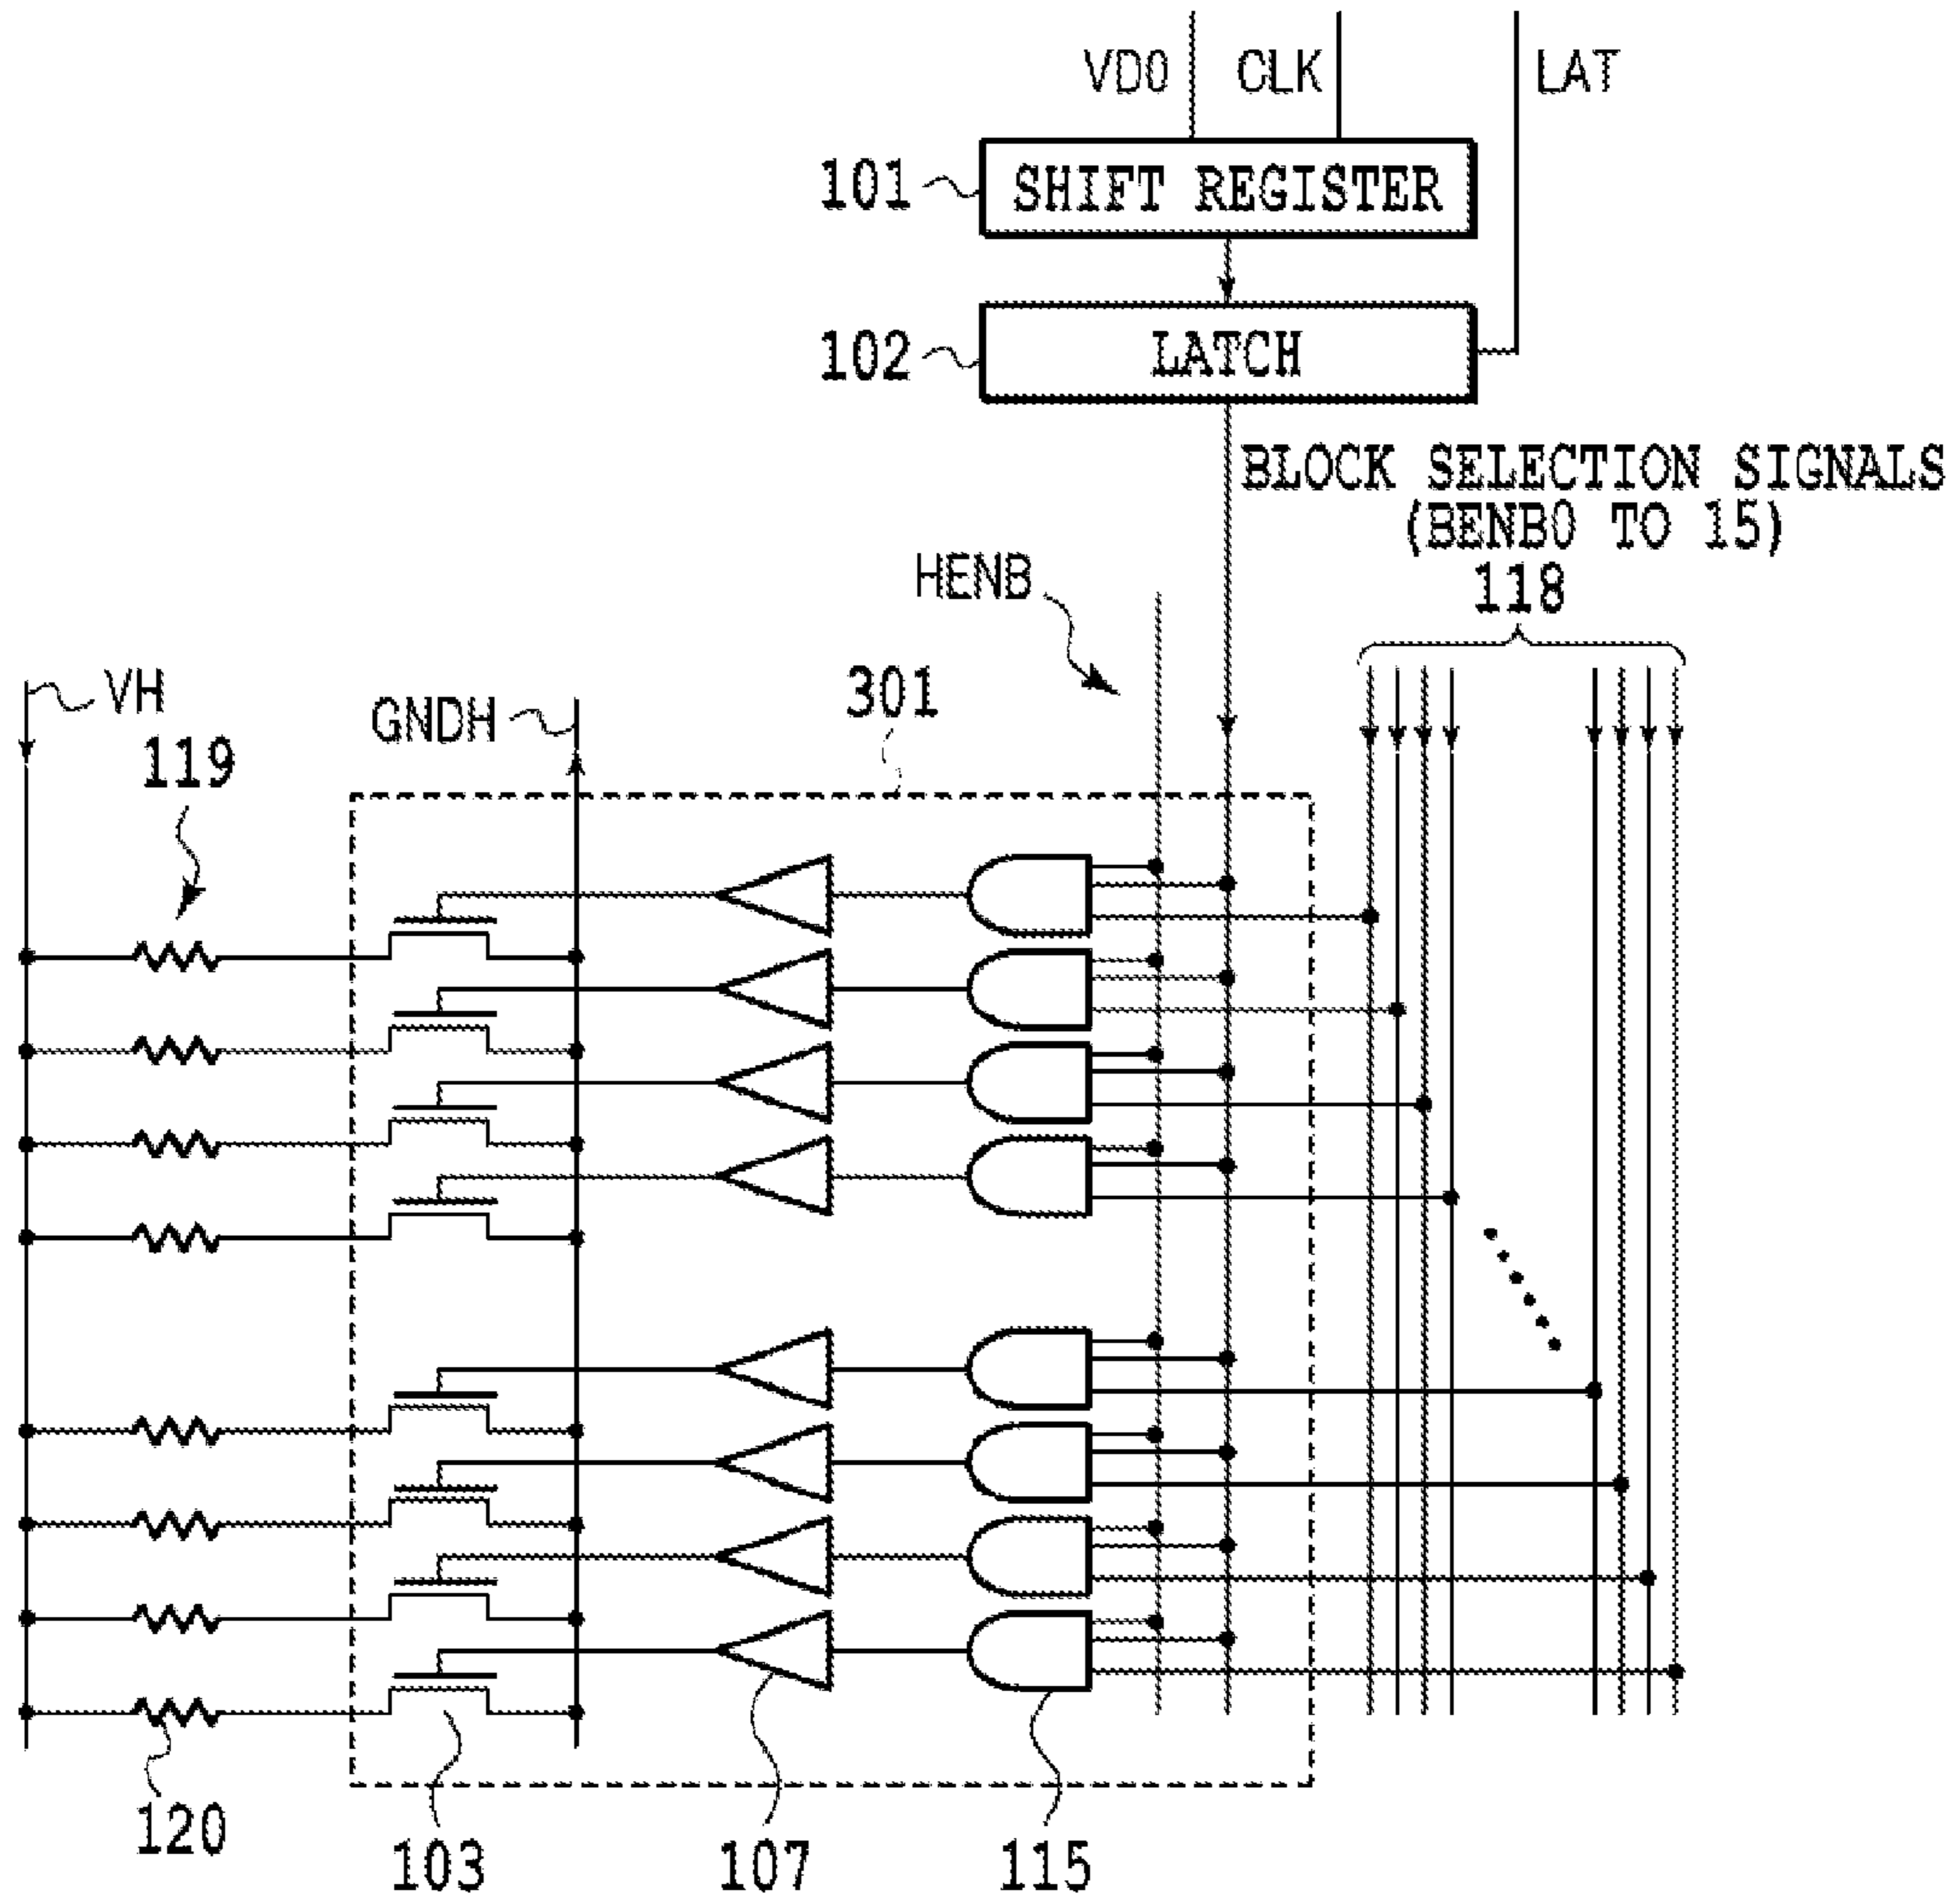 VD0 CLK LAT
101 SHIFT REGISTER
102 LATCH
BLOCK SELECTION SIGNALS
(BENB0 TO 15)
118
HENB
301
VH
GNDH
119
120
103
107
115